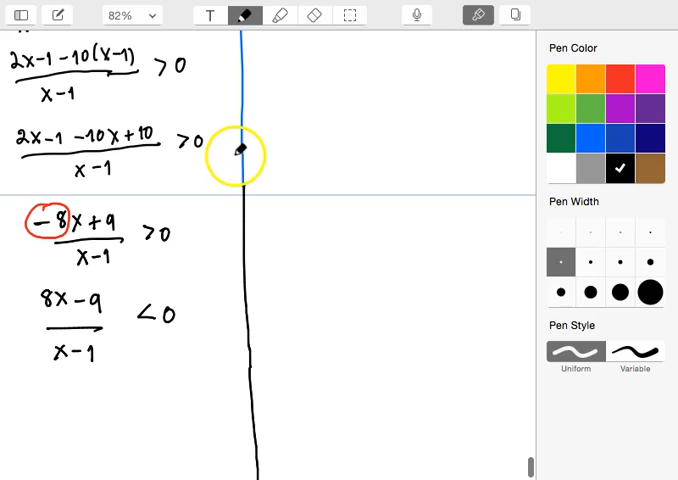 82%
T
2x-1-10(x-1) / x-1 > 0
2x-1-10x+10 / x-1 > 0
-8x+9 / x-1 > 0
8x-9 / x-1 < 0
Pen Color
Pen Width
Pen Style
Uniform Variable